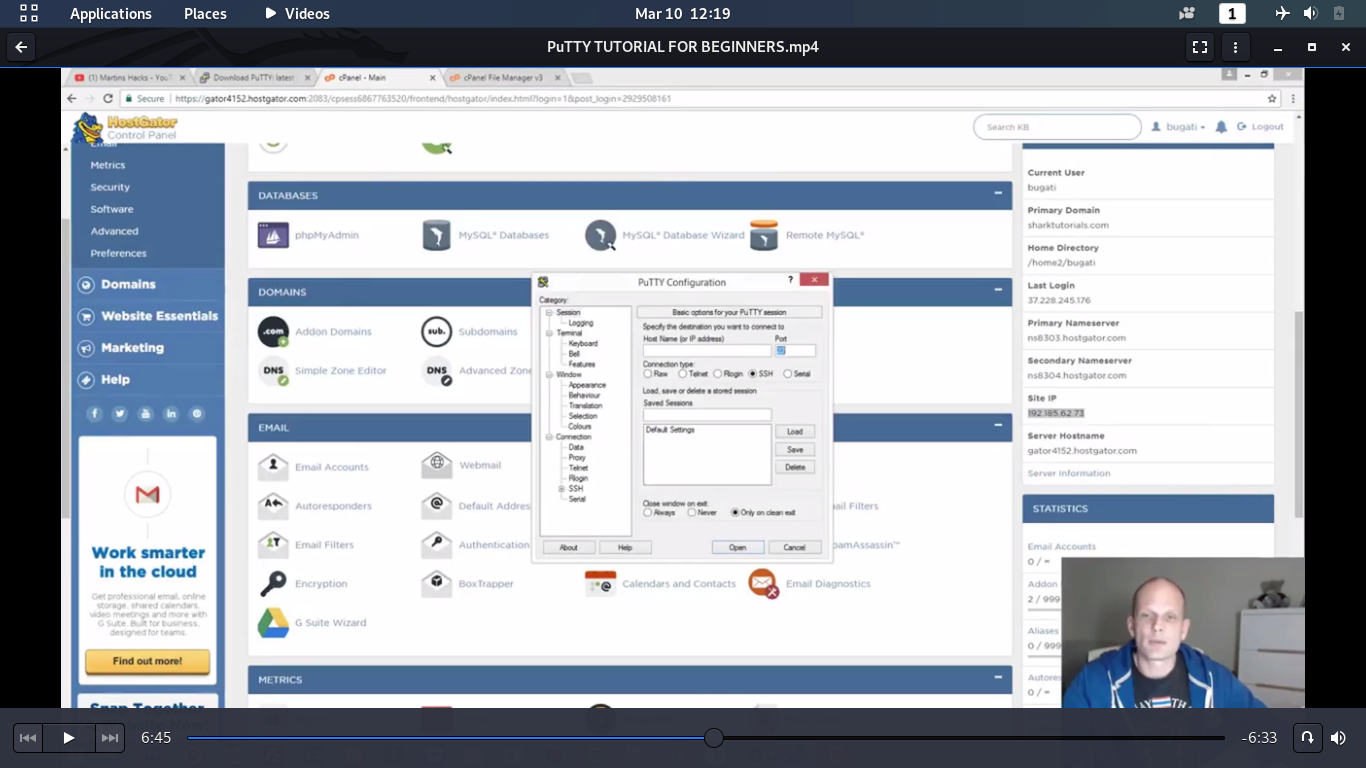 Applications Places Videos Mar 10 12:19 1
PuTTY TUTORIAL FOR BEGINNERS.mp4
(1) Martins Hacks - YouT Download PuTTY: latest cPanel - Main cPanel File Manager v3
Secure https://gator4152.hostgator.com:2083/cpsess6867763520/frontend/hostgator/index.html?login=1&post_login=2929508161
HostGator
Control Panel
Search KB
bugati
Logout
Email
Metrics
Security
Software
Advanced
Preferences
Domains
Website Essentials
Marketing
Help
Work smarter
in the cloud
Get professional email, online
storage, shared calendars,
video meetings and more with
G Suite. Built for business,
designed for teams.
Find out more!
Snap Together
DATABASES
phpMyAdmin MySQL® Databases MySQL® Database Wizard Remote MySQL®
DOMAINS
.com Addon Domains sub. Subdomains
DNS Simple Zone Editor DNS Advanced Zone
EMAIL
Email Accounts Webmail
Autoresponders Default Addres Filters
Email Filters Authentication pamAssassin™
Encryption BoxTrapper Calendars and Contacts Email Diagnostics
G Suite Wizard
METRICS
PuTTY Configuration
Category:
Session
Logging
Terminal
Keyboard
Bell
Features
Window
Appearance
Behaviour
Translation
Selection
Colours
Connection
Data
Proxy
Telnet
Rlogin
SSH
Serial
Basic options for your PuTTY session
Specify the destination you want to connect to
Host Name (or IP address) Port
22
Connection type:
Raw Telnet Rlogin SSH Serial
Load, save or delete a stored session
Saved Sessions
Default Settings
Load
Save
Delete
Close window on exit:
Always Never Only on clean exit
About Help Open Cancel
Current User
bugati
Primary Domain
sharktutorials.com
Home Directory
/home2/bugati
Last Login
37.228.245.176
Primary Nameserver
ns8303.hostgator.com
Secondary Nameserver
ns8304.hostgator.com
Site IP
192.185.62.73
Server Hostname
gator4152.hostgator.com
Server Information
STATISTICS
Email Accounts
0 / ∞
Addon
2 / 999
Aliases
0 / 999
Autores
0 / ∞
6:45 -6:33